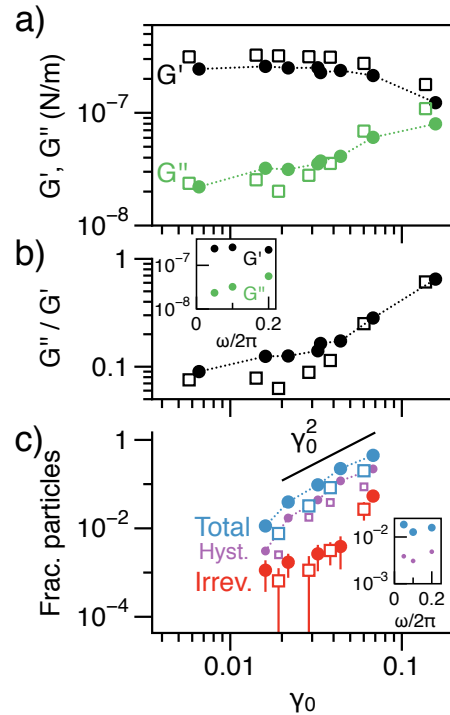 a)
G', G'' (N/m)
10⁻⁷
10⁻⁸
G'
G''
b)
G'' / G'
1
0.1
10⁻⁷
10⁻⁸
G'
G''
0.2
ω/2π
c)
Frac. particles
1
10⁻²
10⁻⁴
γ₀²
Total
Hyst.
Irrev.
10⁻²
10⁻³
0 0.2
ω/2π
0.01 0.1
γ₀